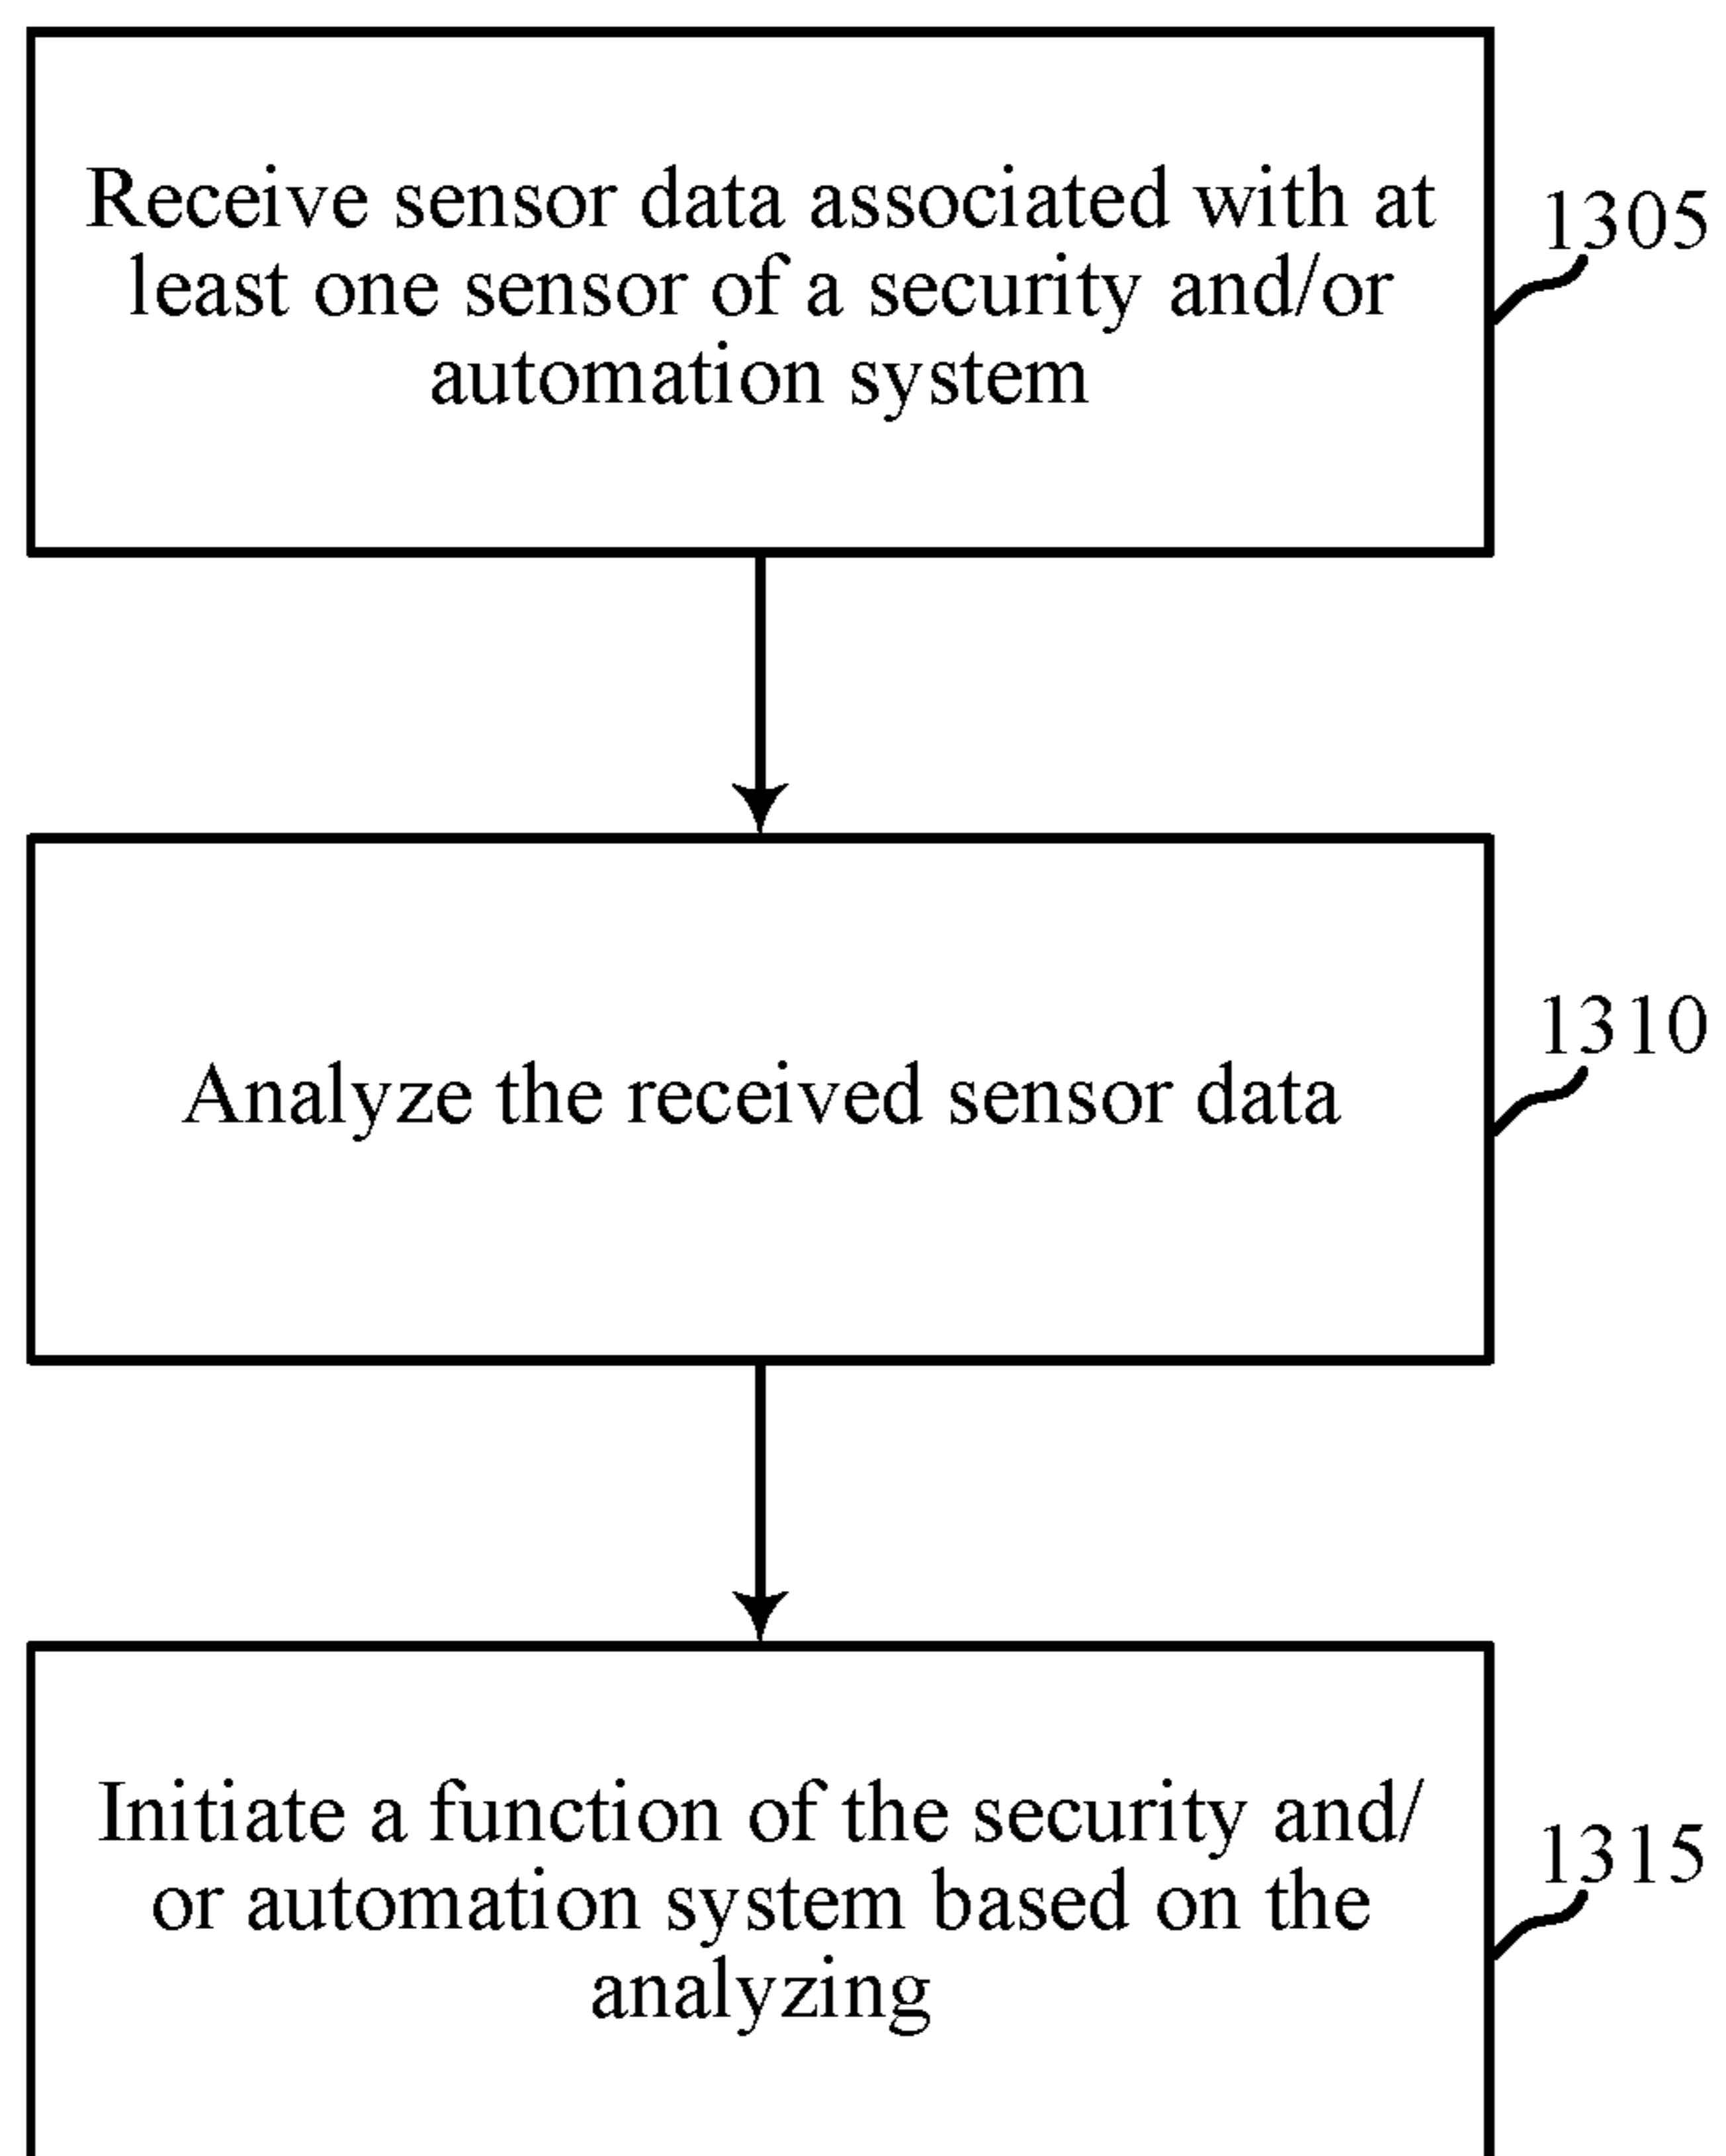 Receive sensor data associated with at
least one sensor of a security and/or
automation system
1305
Analyze the received sensor data
1310
Initiate a function of the security and/
or automation system based on the
analyzing
1315